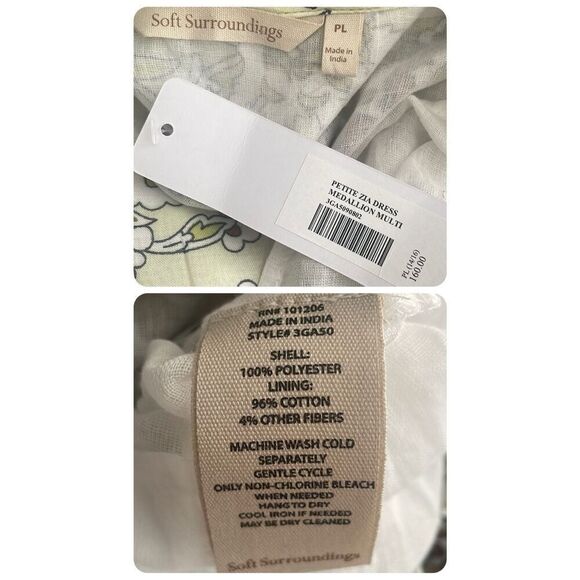 Soft Surroundings
PL
Made in
India
PETITE ZIA DRESS
MEDALLION MULTI
3GA5090802
PL (14/16)
160.00
RN# 101206
MADE IN INDIA
STYLE# 3GA50
SHELL:
100% POLYESTER
LINING:
96% COTTON
4% OTHER FIBERS
MACHINE WASH COLD
SEPARATELY
GENTLE CYCLE
ONLY NON-CHLORINE BLEACH
WHEN NEEDED
HANG TO DRY
COOL IRON IF NEEDED
MAY BE DRY CLEANED
Soft Surroundings